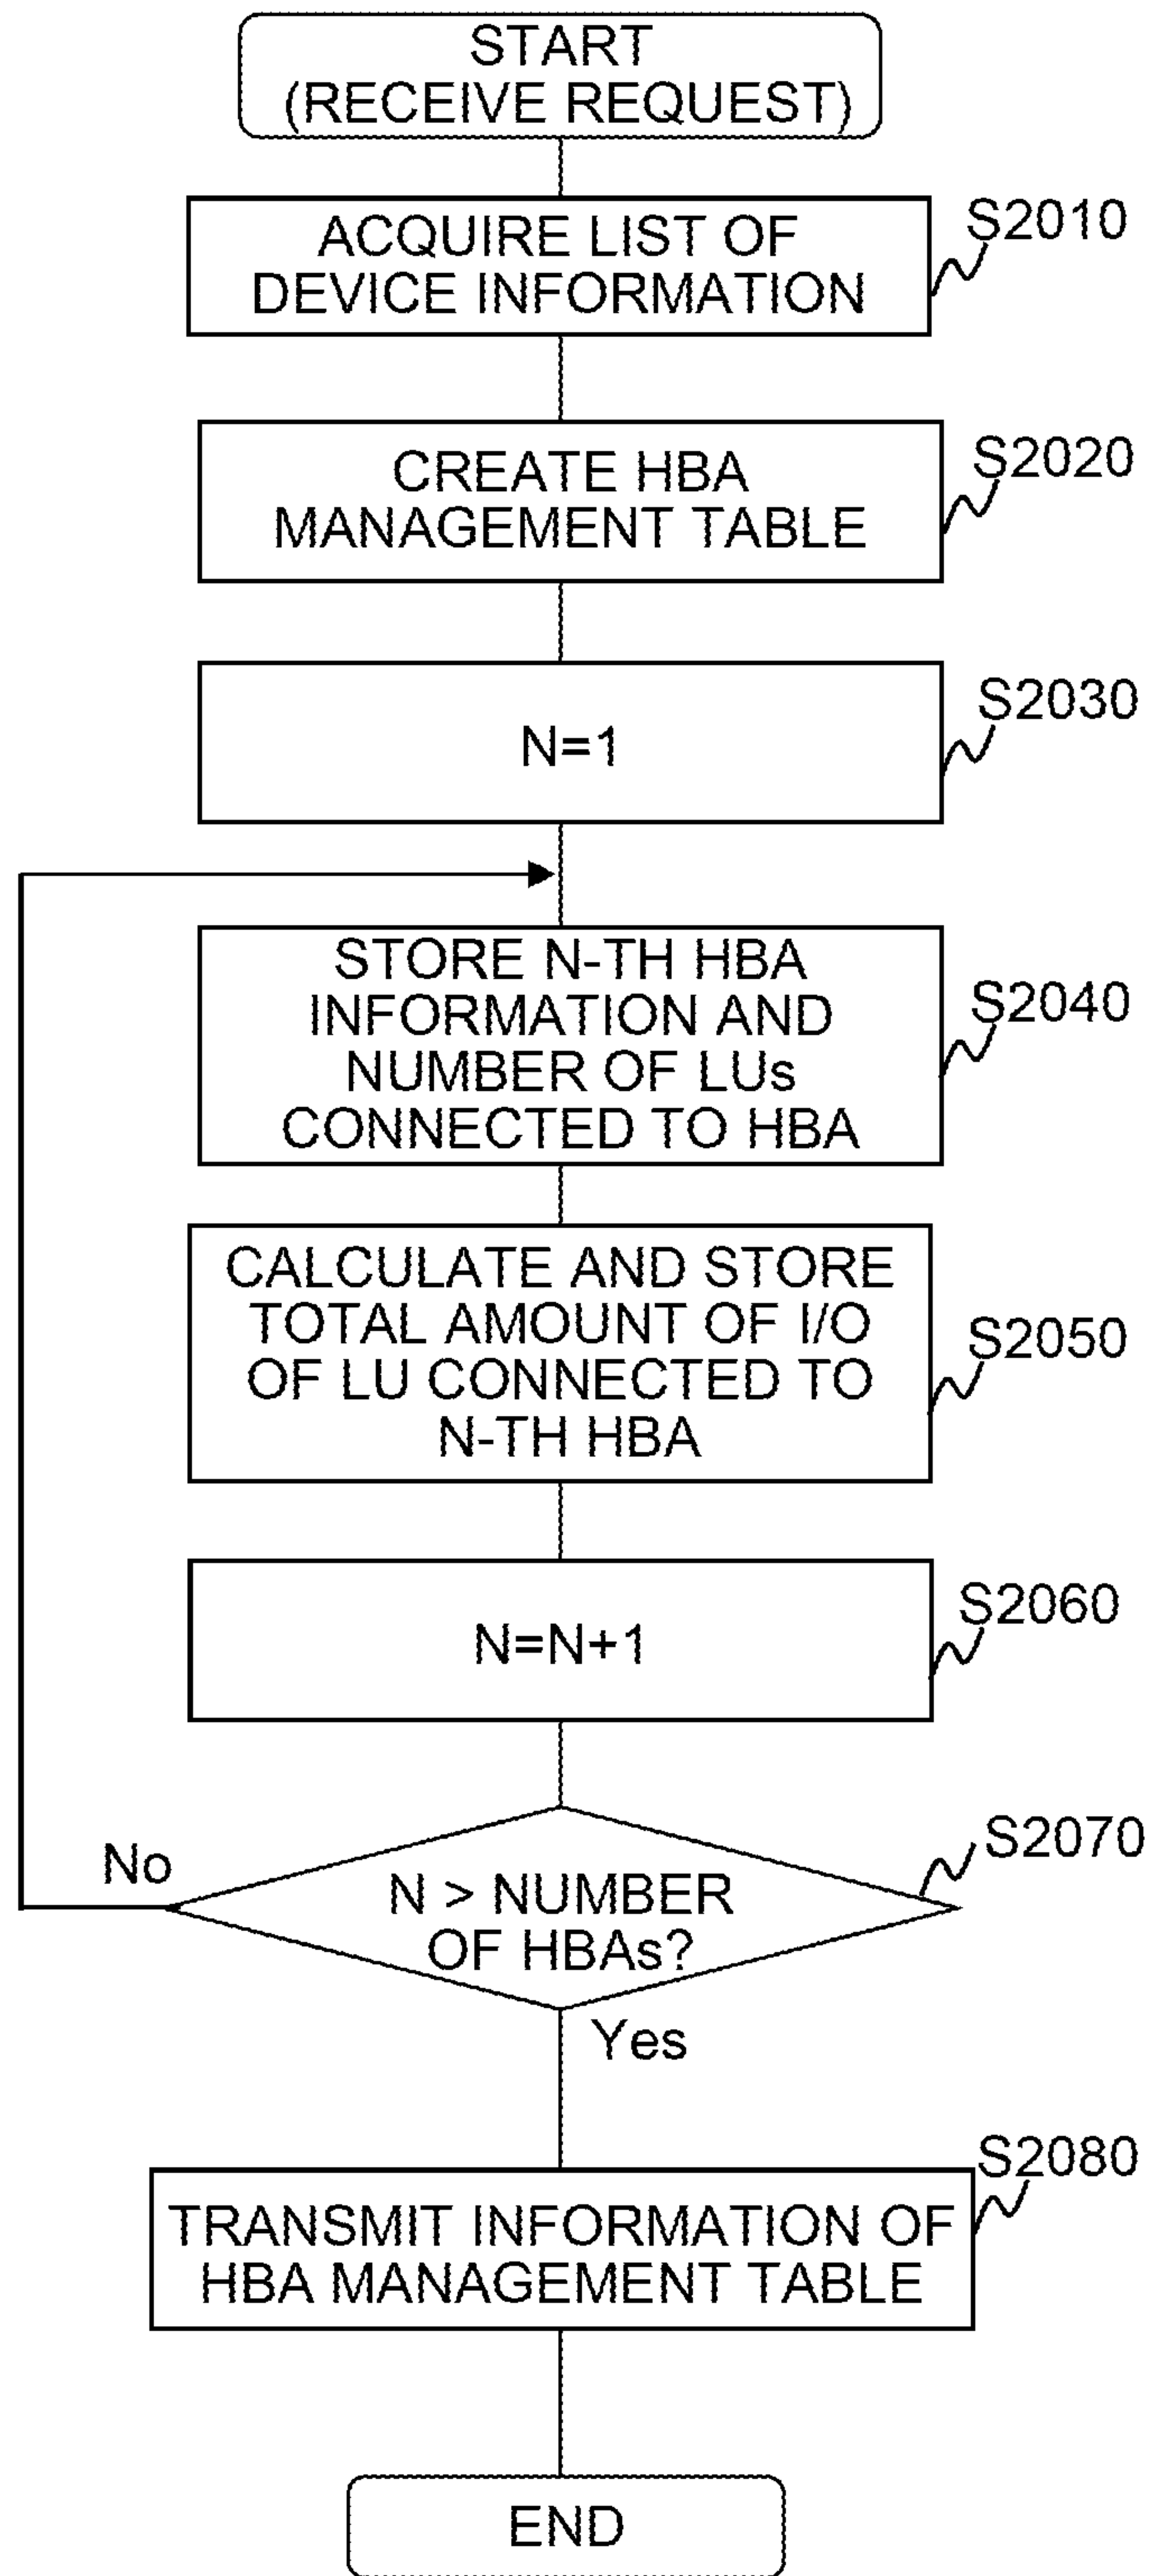 START
(RECEIVE REQUEST)
ACQUIRE LIST OF
DEVICE INFORMATION
S2010
CREATE HBA
MANAGEMENT TABLE
S2020
N=1
S2030
STORE N-TH HBA
INFORMATION AND
NUMBER OF LUs
CONNECTED TO HBA
S2040
CALCULATE AND STORE
TOTAL AMOUNT OF I/O
OF LU CONNECTED TO
N-TH HBA
S2050
N=N+1
S2060
N > NUMBER
OF HBAs?
S2070
No
Yes
TRANSMIT INFORMATION OF
HBA MANAGEMENT TABLE
S2080
END